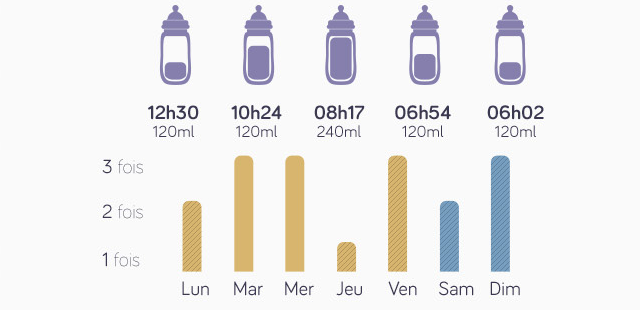 12h30 10h24 08h17 06h54 06h02
120ml 120ml 240ml 120ml 120ml
3 fois
2 fois
1 fois
Lun Mar Mer Jeu Ven Sam Dim